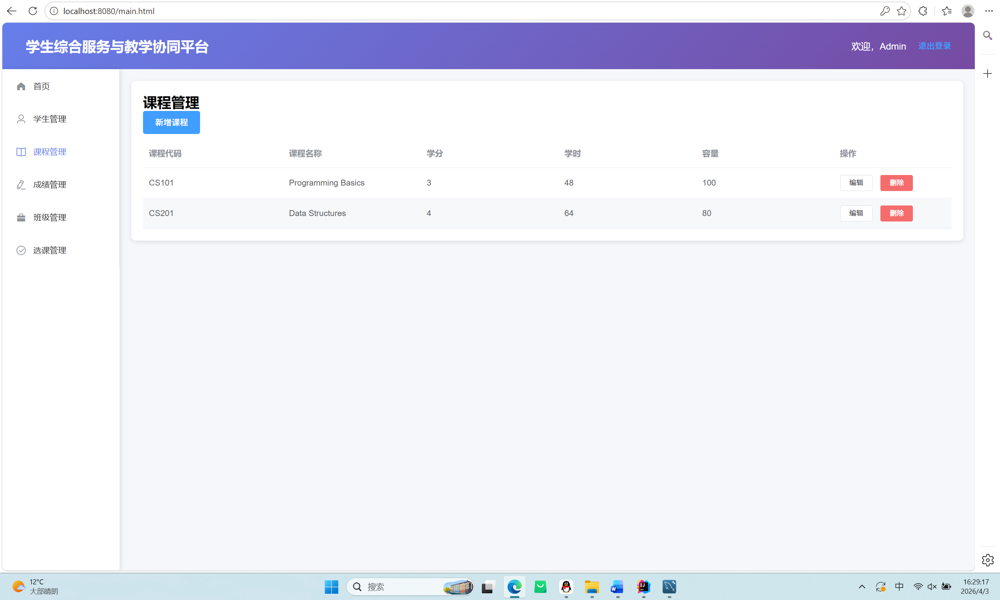 localhost:8080/main.html
学生综合服务与教学协同平台
欢迎，Admin 退出登录
首页
学生管理
课程管理
成绩管理
班级管理
选课管理
课程管理
新增课程
课程代码 课程名称 学分 学时 容量 操作
CS101 Programming Basics 3 48 100 编辑 删除
CS201 Data Structures 4 64 80 编辑 删除
12°C
大部晴朗
搜索
中
16:29:17
2026/4/3